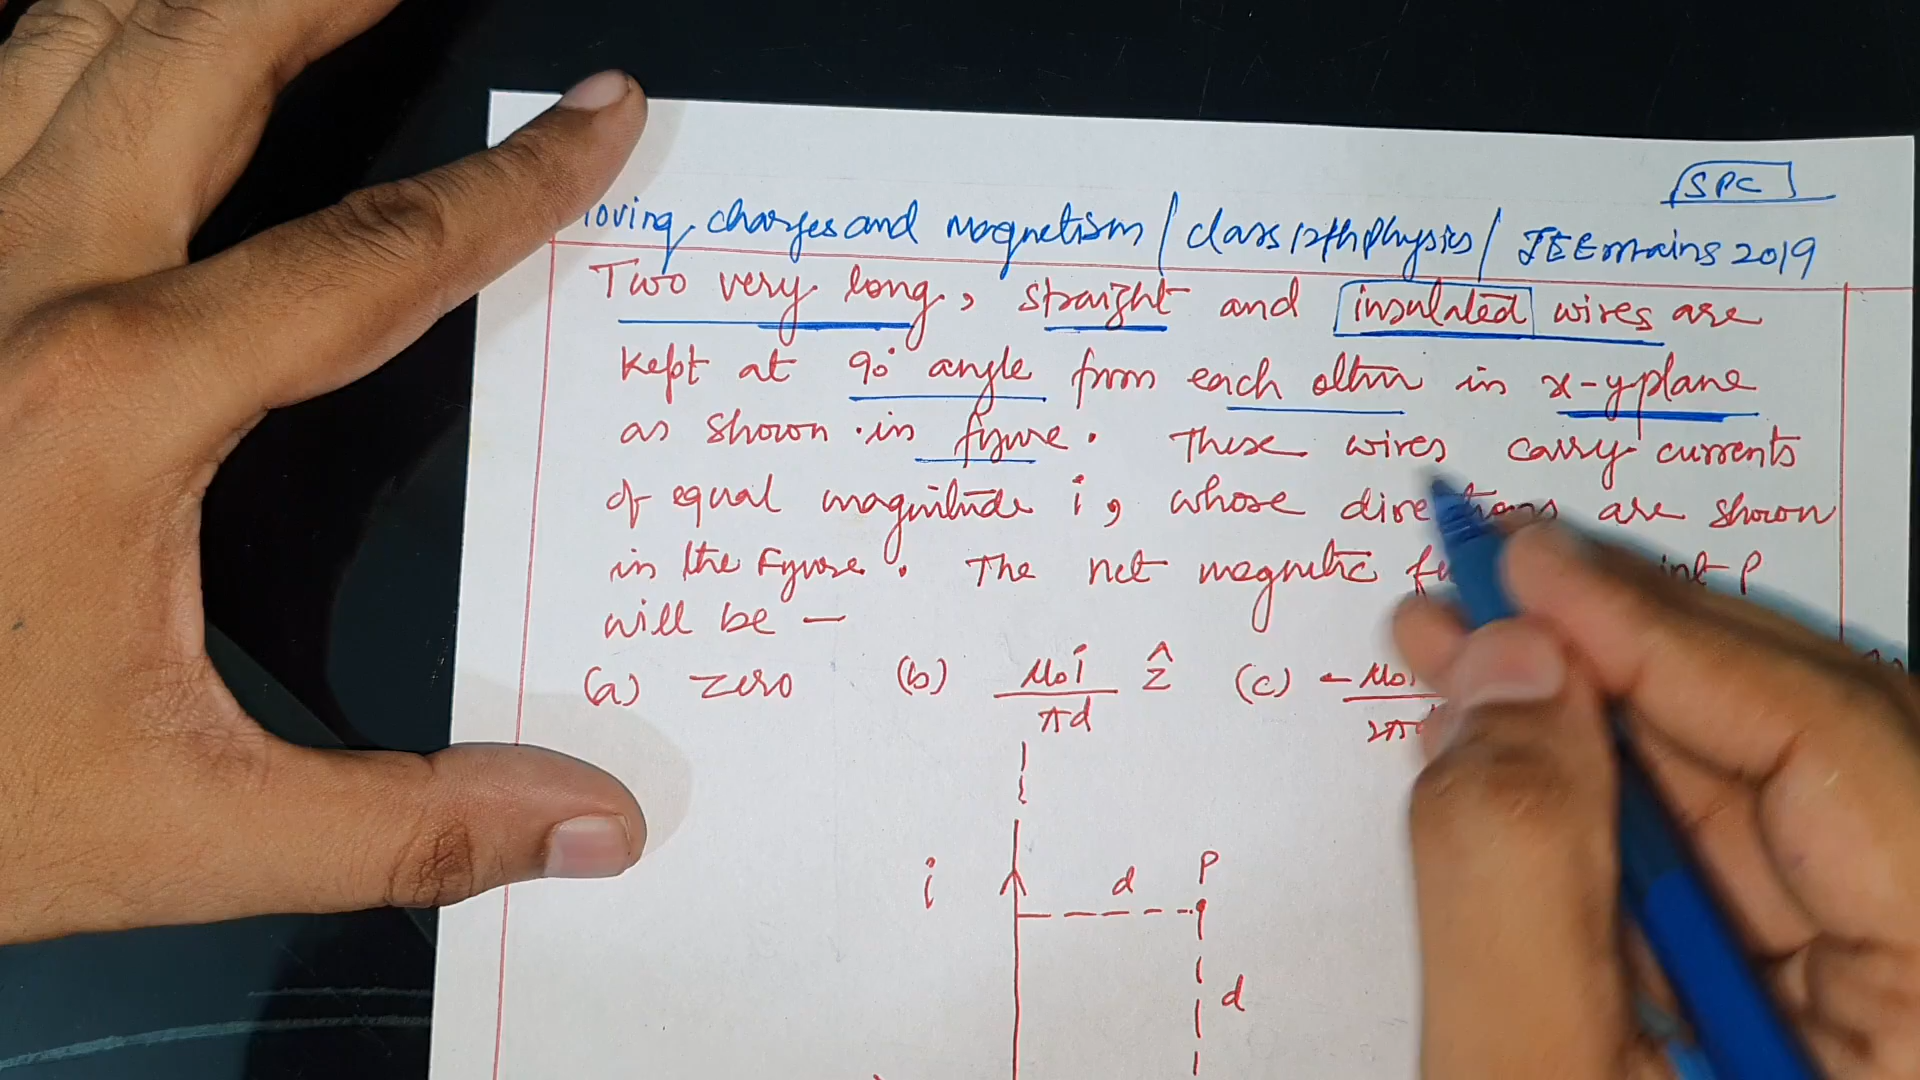 SPC
oving charges and magnetism / class 12th physics / JEE mains 2019
Two very long, straight and insulated wires are
kept at 90° angle from each other in x-y plane
as shown in figure. These wires carry currents
of equal magnitude i, whose directions are shown
in the figure. The net magnetic P
will be —
(a) zero (b) μ₀i/πd ẑ (c)
i d P
d